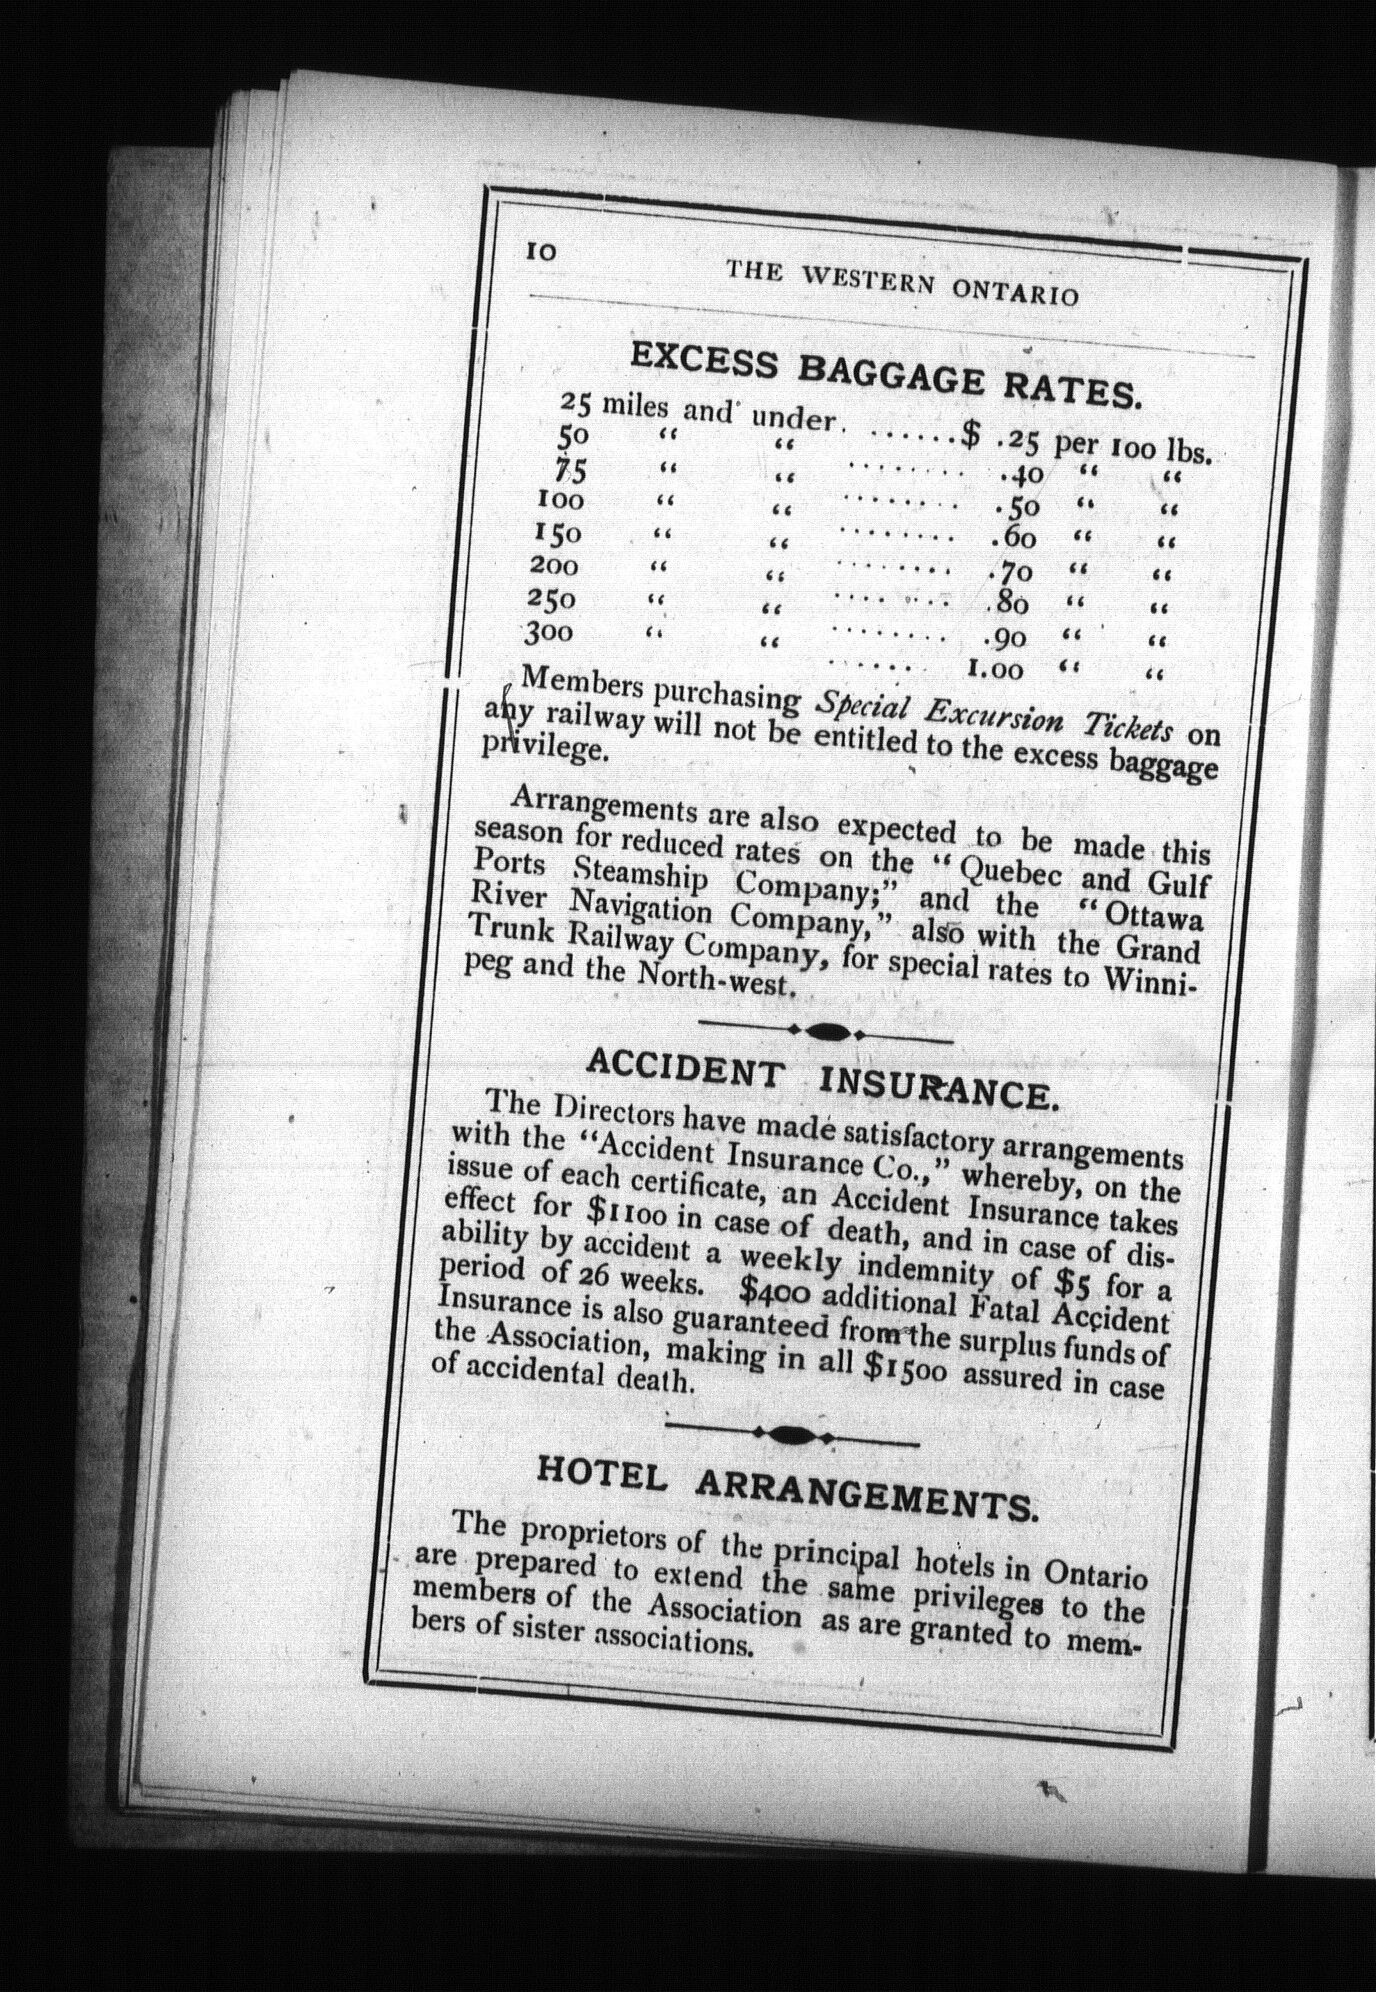 10
THE WESTERN ONTARIO
EXCESS BAGGAGE RATES.
25 miles and under. .......$ .25 per 100 lbs.
50 “ “ ........ .40 “ “
75 “ “ ........ .50 “ “
100 “ “ ........ .60 “ “
150 “ “ ........ .70 “ “
200 “ “ ........ .80 “ “
250 “ “ ........ .90 “ “
300 “ “ ...... 1.00 “ “
Members purchasing Special Excursion Tickets on
any railway will not be entitled to the excess baggage
privilege.
Arrangements are also expected to be made this
season for reduced rates on the “Quebec and Gulf
Ports Steamship Company;” and the “Ottawa
River Navigation Company,” also with the Grand
Trunk Railway Company, for special rates to Winni-
peg and the North-west.
ACCIDENT INSURANCE.
The Directors have made satisfactory arrangements
with the “Accident Insurance Co.,” whereby, on the
issue of each certificate, an Accident Insurance takes
effect for $1100 in case of death, and in case of dis-
ability by accident a weekly indemnity of $5 for a
period of 26 weeks. $400 additional Fatal Accident
Insurance is also guaranteed from the surplus funds of
the Association, making in all $1500 assured in case
of accidental death.
HOTEL ARRANGEMENTS.
The proprietors of the principal hotels in Ontario
are prepared to extend the same privileges to the
members of the Association as are granted to mem-
bers of sister associations.